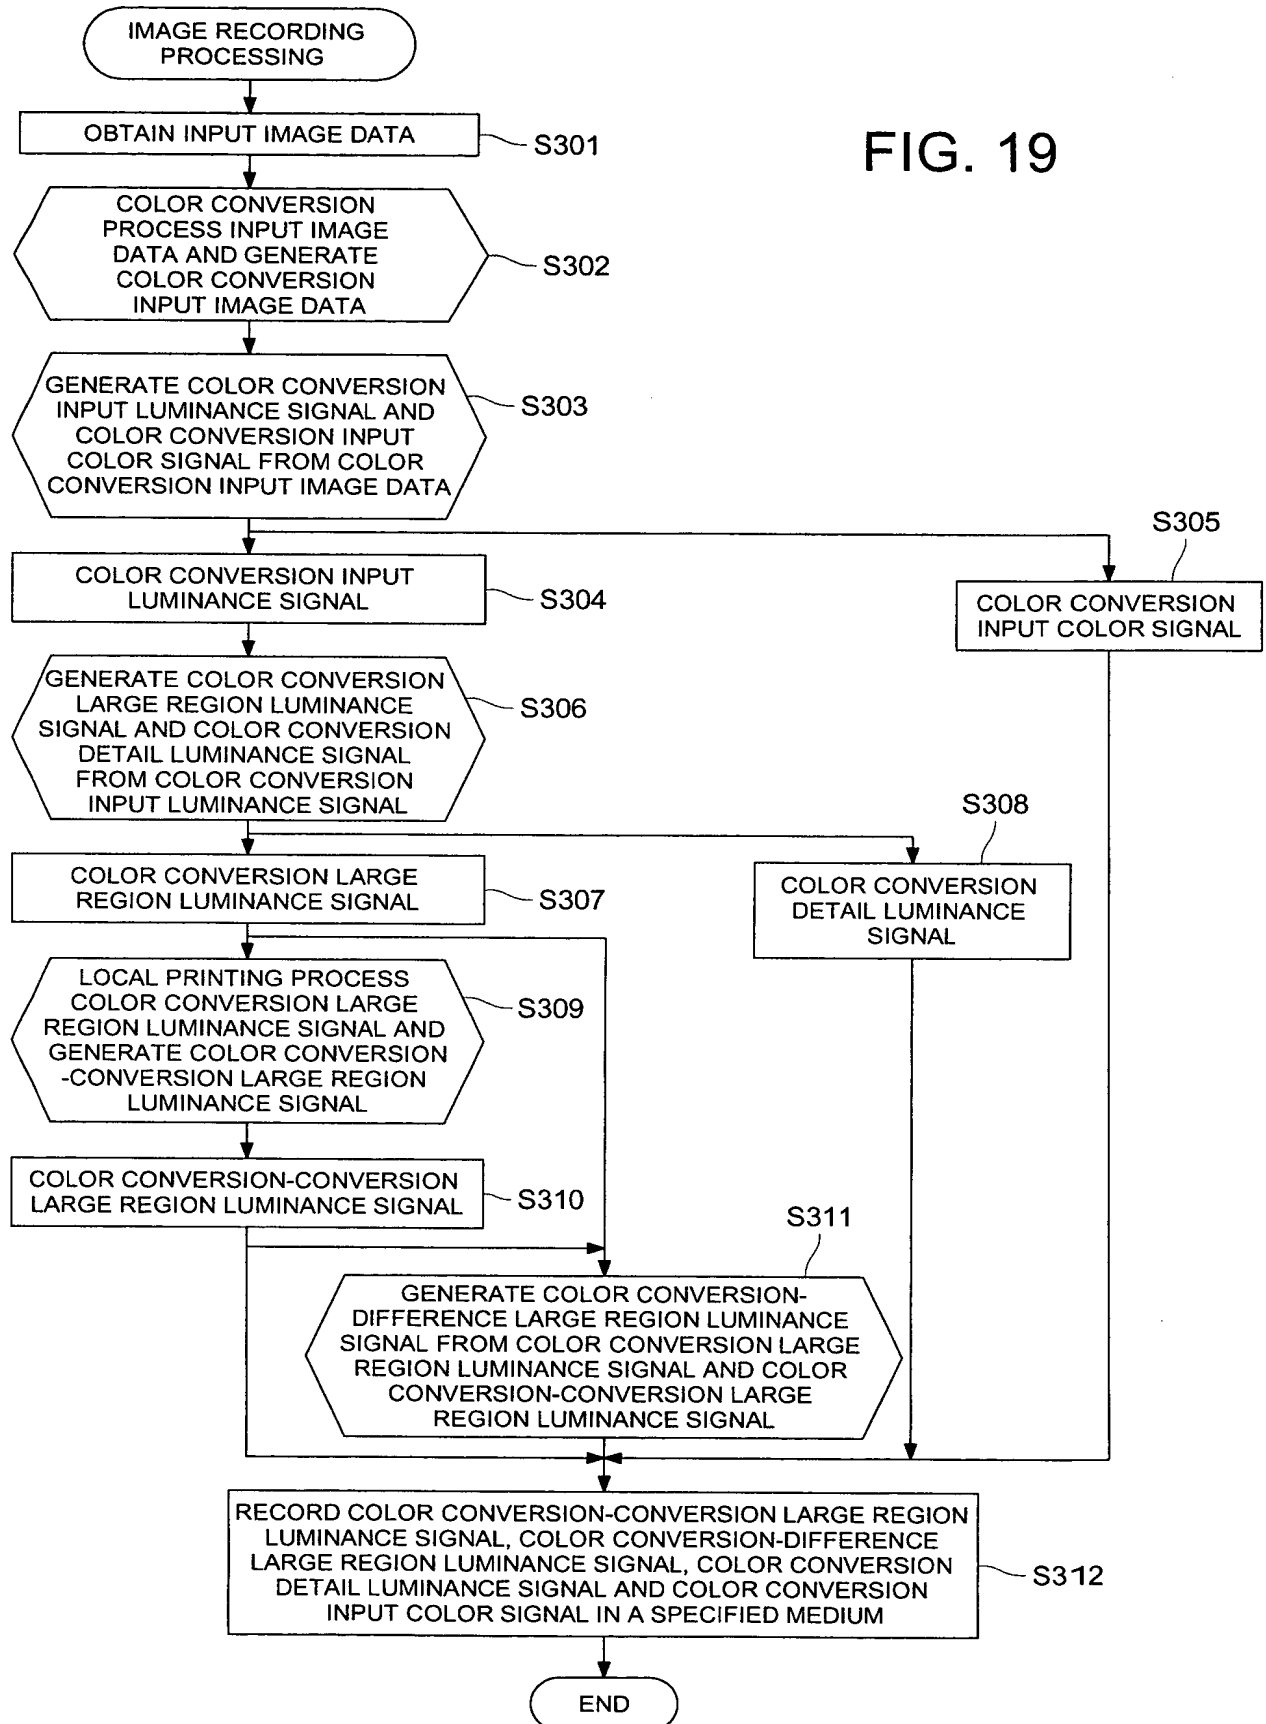 IMAGE RECORDING
PROCESSING
OBTAIN INPUT IMAGE DATA
S301
FIG. 19
COLOR CONVERSION
PROCESS INPUT IMAGE
DATA AND GENERATE
COLOR CONVERSION
INPUT IMAGE DATA
S302
GENERATE COLOR CONVERSION
INPUT LUMINANCE SIGNAL AND
COLOR CONVERSION INPUT
COLOR SIGNAL FROM COLOR
CONVERSION INPUT IMAGE DATA
S303
COLOR CONVERSION INPUT
LUMINANCE SIGNAL
S304
S305
COLOR CONVERSION
INPUT COLOR SIGNAL
GENERATE COLOR CONVERSION
LARGE REGION LUMINANCE
SIGNAL AND COLOR CONVERSION
DETAIL LUMINANCE SIGNAL
FROM COLOR CONVERSION
INPUT LUMINANCE SIGNAL
S306
COLOR CONVERSION LARGE
REGION LUMINANCE SIGNAL
S307
S308
COLOR CONVERSION
DETAIL LUMINANCE
SIGNAL
LOCAL PRINTING PROCESS
COLOR CONVERSION LARGE
REGION LUMINANCE SIGNAL AND
GENERATE COLOR CONVERSION
-CONVERSION LARGE REGION
LUMINANCE SIGNAL
S309
COLOR CONVERSION-CONVERSION
LARGE REGION LUMINANCE SIGNAL
S310
S311
GENERATE COLOR CONVERSION-
DIFFERENCE LARGE REGION LUMINANCE
SIGNAL FROM COLOR CONVERSION LARGE
REGION LUMINANCE SIGNAL AND COLOR
CONVERSION-CONVERSION LARGE
REGION LUMINANCE SIGNAL
RECORD COLOR CONVERSION-CONVERSION LARGE REGION
LUMINANCE SIGNAL, COLOR CONVERSION-DIFFERENCE
LARGE REGION LUMINANCE SIGNAL, COLOR CONVERSION
DETAIL LUMINANCE SIGNAL AND COLOR CONVERSION
INPUT COLOR SIGNAL IN A SPECIFIED MEDIUM
S312
END